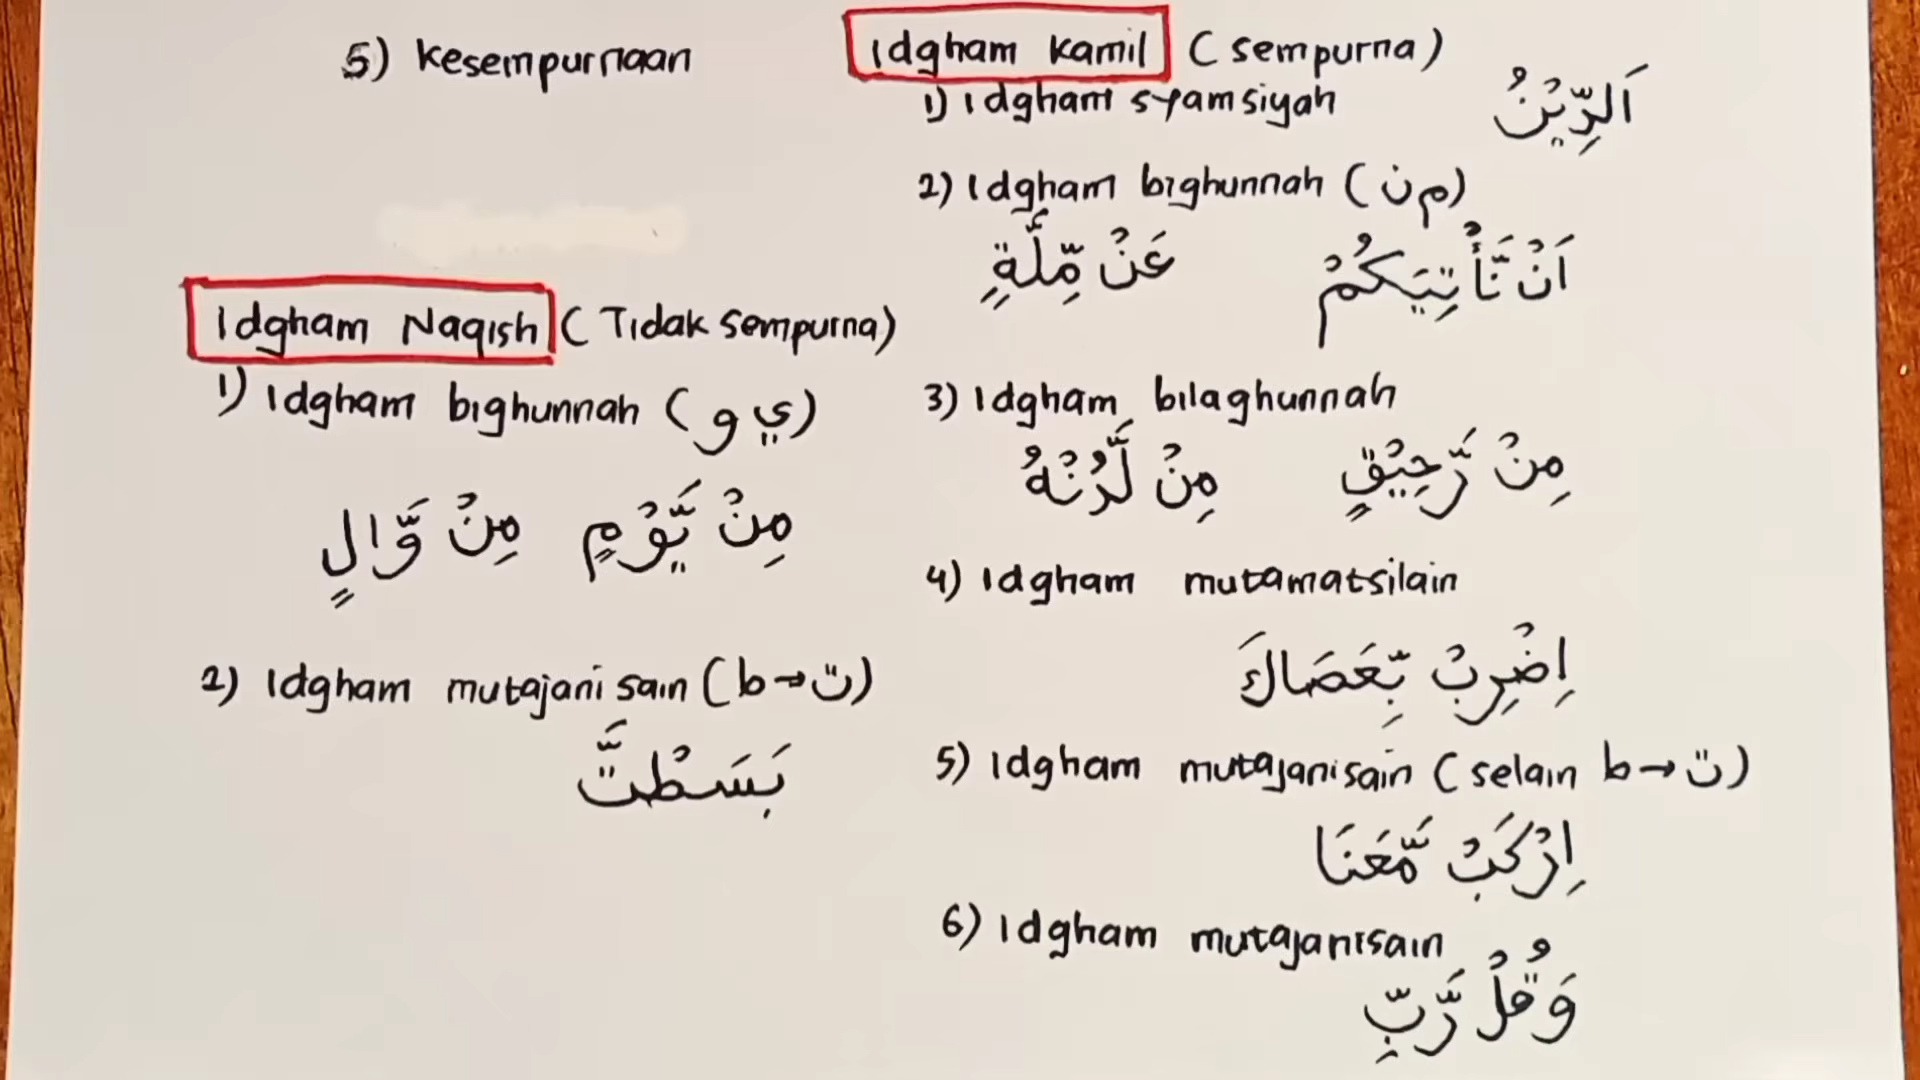 5) Kesempurnaan
Idgham Kamil (sempurna)
1) Idgham syamsiyah اَلدِّيْنُ
2) Idgham bighunnah (م ن)
عَنْ مِّلَّةٍ اَنْ تَّأْتِيَكُمْ
3) Idgham bilaghunnah
مِنْ لَّدُنْهُ مِنْ رَّحِيْقٍ
4) Idgham mutamatsilain
اِضْرِبْ بِّعَصَاكَ
5) Idgham mutajanisain (selain ط → ت)
اِرْكَبْ مَّعَنَا
6) Idgham mutajanisain
وَقُلْ رَّبِّ
Idgham Naqish (Tidak sempurna)
1) Idgham bighunnah (و ي)
مِنْ وَّالٍ مِنْ يَّوْمٍ
2) Idgham mutajanisain (ط → ت)
بَسَطْتَّ